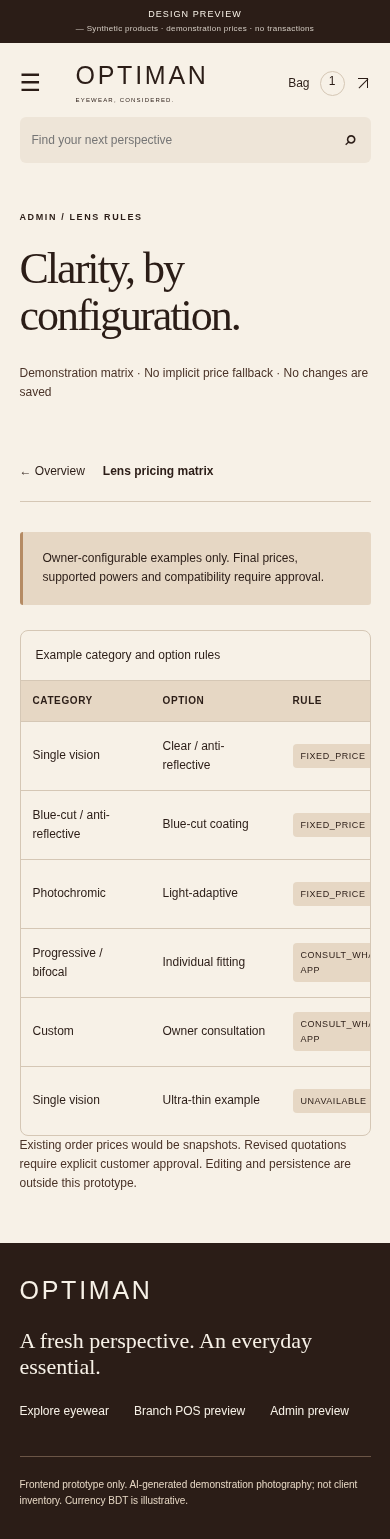 DESIGN PREVIEW
— Synthetic products · demonstration prices · no transactions
☰ OPTIMAN
EYEWEAR, CONSIDERED.
Bag 1
Find your next perspective
ADMIN / LENS RULES
Clarity, by
configuration.
Demonstration matrix · No implicit price fallback · No changes are
saved
← Overview Lens pricing matrix
Owner-configurable examples only. Final prices,
supported powers and compatibility require approval.
Example category and option rules
CATEGORY OPTION RULE
Single vision Clear / anti-
reflective FIXED_PRICE
Blue-cut / anti-
reflective Blue-cut coating FIXED_PRICE
Photochromic Light-adaptive FIXED_PRICE
Progressive /
bifocal Individual fitting CONSULT_WHA
APP
Custom Owner consultation CONSULT_WHA
APP
Single vision Ultra-thin example UNAVAILABLE
Existing order prices would be snapshots. Revised quotations
require explicit customer approval. Editing and persistence are
outside this prototype.
OPTIMAN
A fresh perspective. An everyday
essential.
Explore eyewear Branch POS preview Admin preview
Frontend prototype only. AI-generated demonstration photography; not client
inventory. Currency BDT is illustrative.